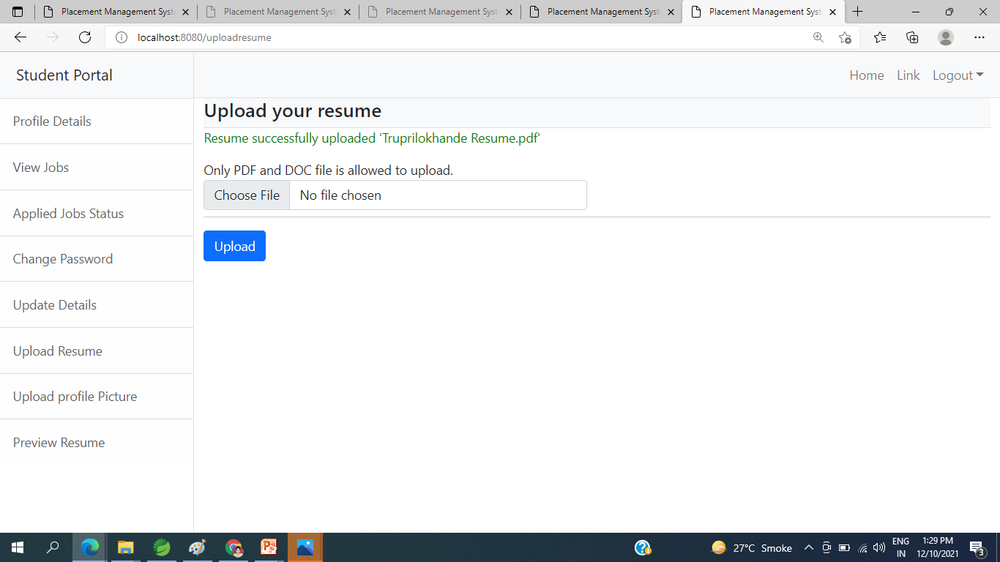 Placement Management Syst
Placement Management Syst
Placement Management Syst
Placement Management Syst
Placement Management Syst
localhost:8080/uploadresume
Student Portal
Home Link Logout
Profile Details
View Jobs
Applied Jobs Status
Change Password
Update Details
Upload Resume
Upload profile Picture
Preview Resume
Upload your resume
Resume successfully uploaded 'Truprilokhande Resume.pdf'
Only PDF and DOC file is allowed to upload.
Choose File No file chosen
Upload
27°C Smoke
ENG
IN
1:29 PM
12/10/2021
3